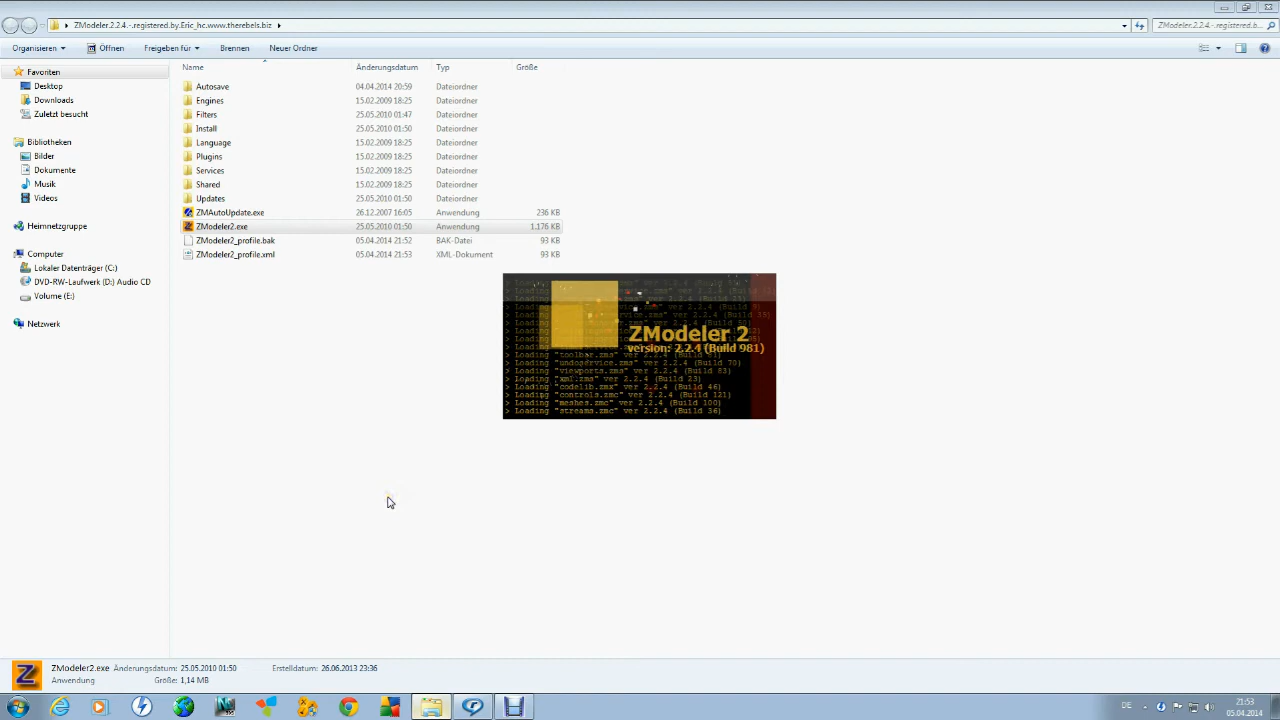 ZModeler.2.2.4.-.registered.by.Eric_hc.www.therebels.biz
ZModeler.2.2.4.-.registered.b...
Organisieren
Öffnen
Freigeben für
Brennen
Neuer Ordner
Name
Änderungsdatum
Typ
Größe
Favoriten
Desktop
Downloads
Zuletzt besucht
Bibliotheken
Bilder
Dokumente
Musik
Videos
Heimnetzgruppe
Computer
Lokaler Datenträger (C:)
DVD-RW-Laufwerk (D:) Audio CD
Volume (E:)
Netzwerk
Autosave 04.04.2014 20:59 Dateiordner
Engines 15.02.2009 18:25 Dateiordner
Filters 25.05.2010 01:47 Dateiordner
Install 25.05.2010 01:50 Dateiordner
Language 15.02.2009 18:25 Dateiordner
Plugins 15.02.2009 18:25 Dateiordner
Services 15.02.2009 18:25 Dateiordner
Shared 15.02.2009 18:25 Dateiordner
Updates 25.05.2010 01:50 Dateiordner
ZMAutoUpdate.exe 26.12.2007 16:05 Anwendung 236 KB
ZModeler2.exe 25.05.2010 01:50 Anwendung 1.176 KB
ZModeler2_profile.bak 05.04.2014 21:52 BAK-Datei 93 KB
ZModeler2_profile.xml 05.04.2014 21:53 XML-Dokument 93 KB
ZModeler 2
version: 2.2.4 (Build 981)
> Loading "toolbar.zms" ver 2.2.4
> Loading "undoservice.zms" ver 2.2.4 (Build 70)
> Loading "viewports.zms" ver 2.2.4 (Build 83)
> Loading "xml.zms" ver 2.2.4 (Build 23)
> Loading "codelib.zmx" ver 2.2.4 (Build 46)
> Loading "controls.zmc" ver 2.2.4 (Build 121)
> Loading "meshes.zmc" ver 2.2.4 (Build 100)
> Loading "streams.zmc" ver 2.2.4 (Build 36)
ZModeler2.exe Änderungsdatum: 25.05.2010 01:50 Erstelldatum: 26.06.2013 23:36
Anwendung Größe: 1,14 MB
DE
21:53
05.04.2014